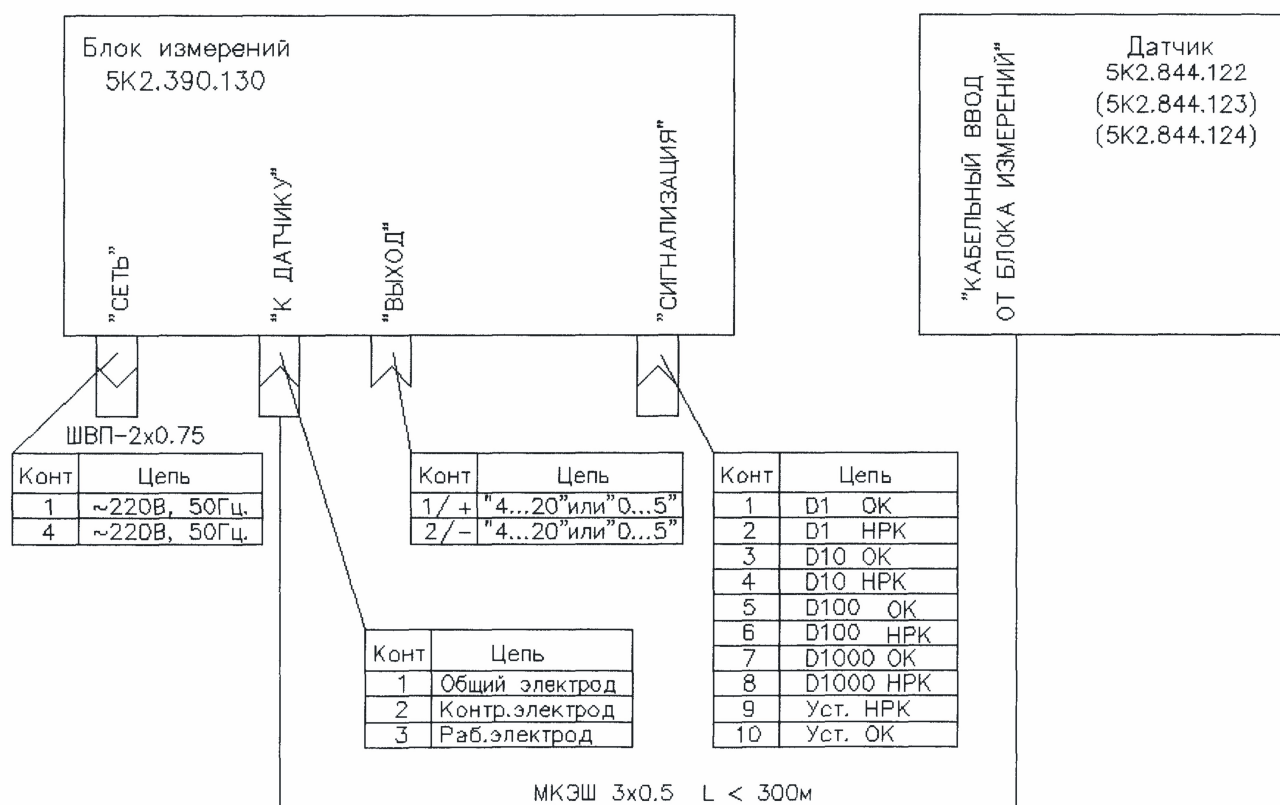 Блок измерений
5К2.390.130
"СЕТЬ"
"К ДАТЧИКУ"
"ВЫХОД"
"СИГНАЛИЗАЦИЯ"
"КАБЕЛЬНЫЙ ВВОД
ОТ БЛОКА ИЗМЕРЕНИЙ"
Датчик
5К2.844.122
(5К2.844.123)
(5К2.844.124)
ШВП-2х0.75
Конт Цепь
1 ~220В, 50Гц.
4 ~220В, 50Гц.
Конт Цепь
1/ + "4...20"или"0...5"
2/ - "4...20"или"0...5"
Конт Цепь
1 D1 ОК
2 D1 НРК
3 D10 ОК
4 D10 НРК
5 D100 ОК
6 D100 НРК
7 D1000 ОК
8 D1000 НРК
9 Уст. НРК
10 Уст. ОК
Конт Цепь
1 Общий электрод
2 Контр.электрод
3 Раб.электрод
МКЭШ 3х0.5 L < 300м